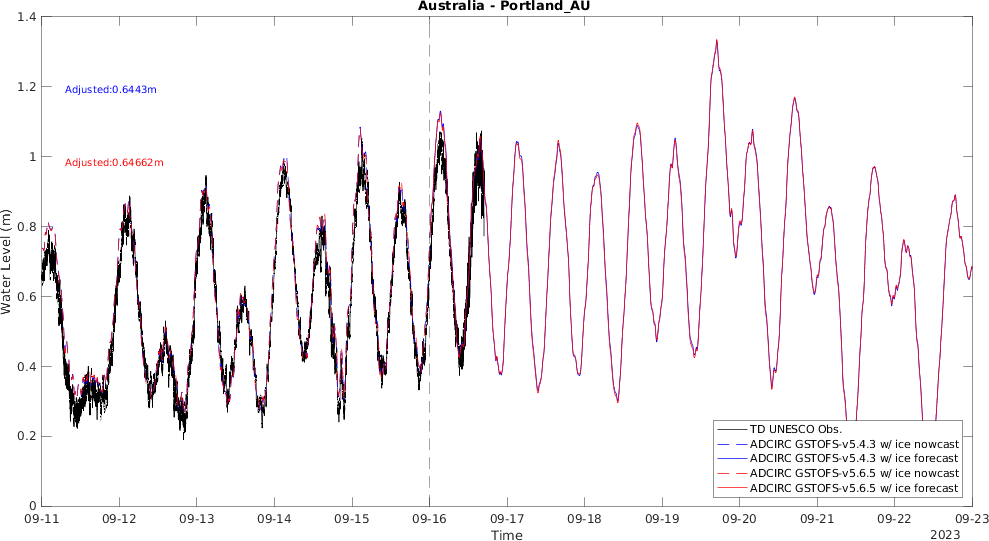 Australia - Portland_AU
1.4
1.2
1
0.8
0.6
0.4
0.2
0
Water Level (m)
Adjusted:0.6443m
Adjusted:0.64662m
TD UNESCO Obs.
ADCIRC GSTOFS-v5.4.3 w/ ice nowcast
ADCIRC GSTOFS-v5.4.3 w/ ice forecast
ADCIRC GSTOFS-v5.6.5 w/ ice nowcast
ADCIRC GSTOFS-v5.6.5 w/ ice forecast
09-11 09-12 09-13 09-14 09-15 09-16 09-17 09-18 09-19 09-20 09-21 09-22 09-23
Time
2023